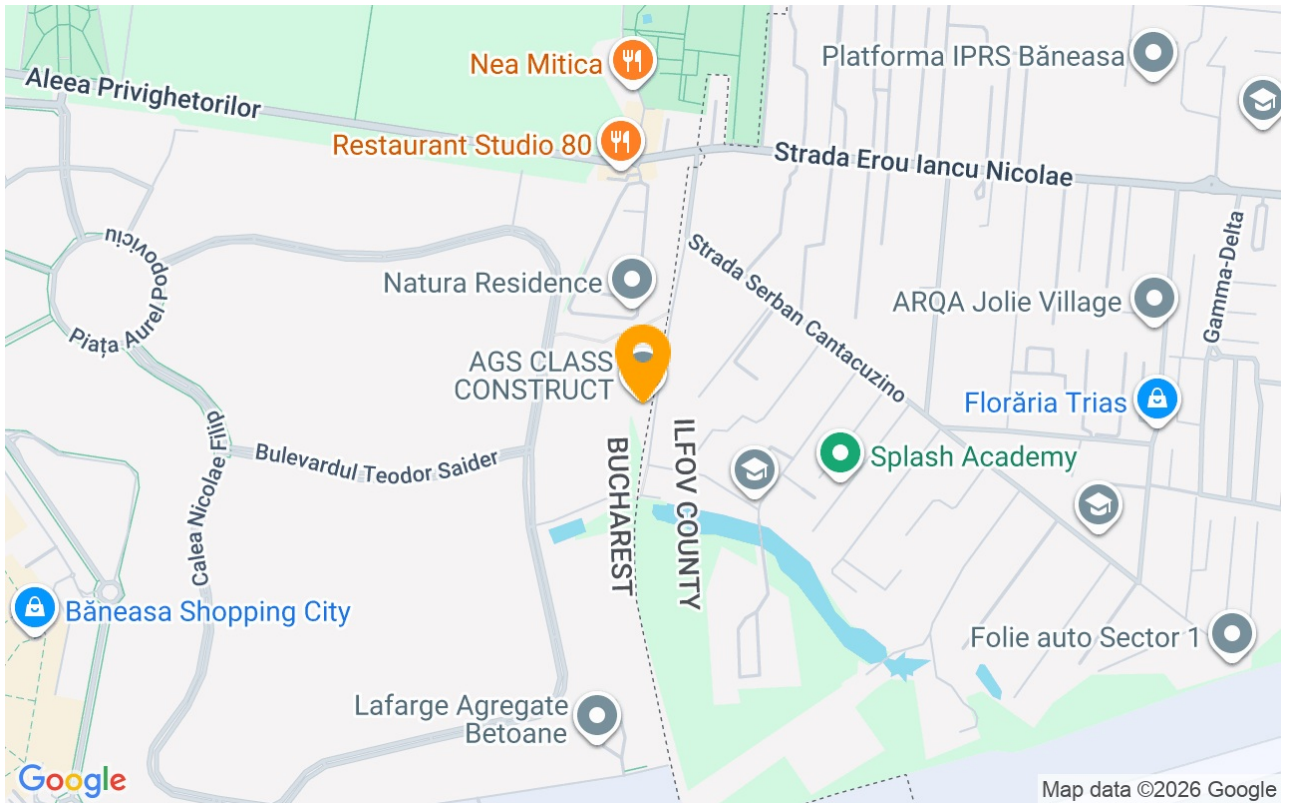 Nea Mitica
Platforma IPRS Băneasa
Aleea Privighetorilor
Restaurant Studio 80
Strada Erou Iancu Nicolae
Piața Aurel Popoviciu
Natura Residence
Strada Serban Cantacuzino
ARQA Jolie Village
Gamma-Delta
AGS CLASS
CONSTRUCT
Florăria Trias
Calea Nicolae Filip
Bulevardul Teodor Saider
BUCHAREST
ILFOV COUNTY
Splash Academy
Băneasa Shopping City
Folie auto Sector 1
Lafarge Agregate
Betoane
Google
Map data ©2026 Google